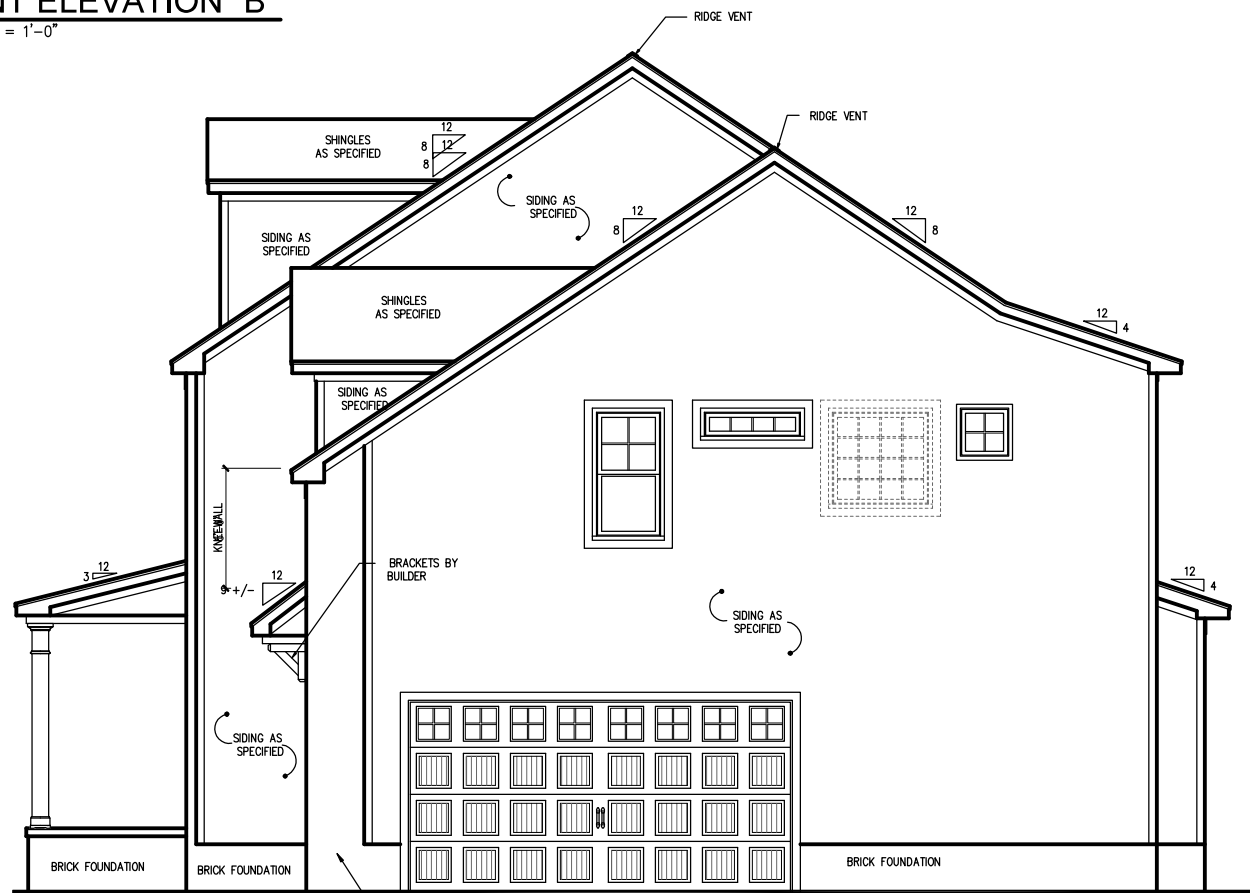 NT ELEVATION "B"
= 1'-0"
RIDGE VENT
RIDGE VENT
SHINGLES
AS SPECIFIED
12
8
12
8
SIDING AS
SPECIFIED
12
8
12
8
SIDING AS
SPECIFIED
SHINGLES
AS SPECIFIED
12
4
SIDING AS
SPECIFIED
KNEEWALL
12
3
9 +/-
12
BRACKETS BY
BUILDER
12
4
SIDING AS
SPECIFIED
SIDING AS
SPECIFIED
BRICK FOUNDATION
BRICK FOUNDATION
BRICK FOUNDATION